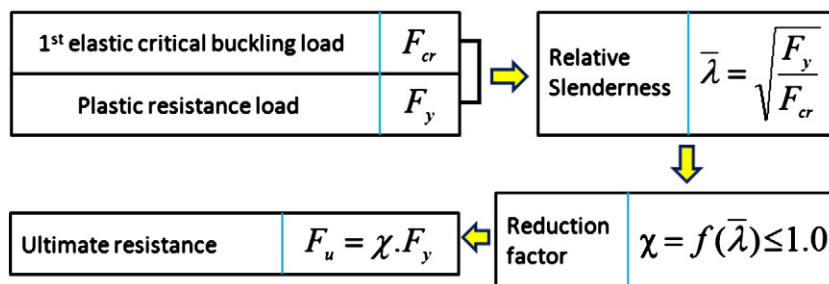 1st elastic critical buckling load F_cr
Plastic resistance load F_y
Relative Slenderness λ̅ = √(F_y / F_cr)
Reduction factor χ = f(λ̅) ≤ 1.0
Ultimate resistance F_u = χ.F_y